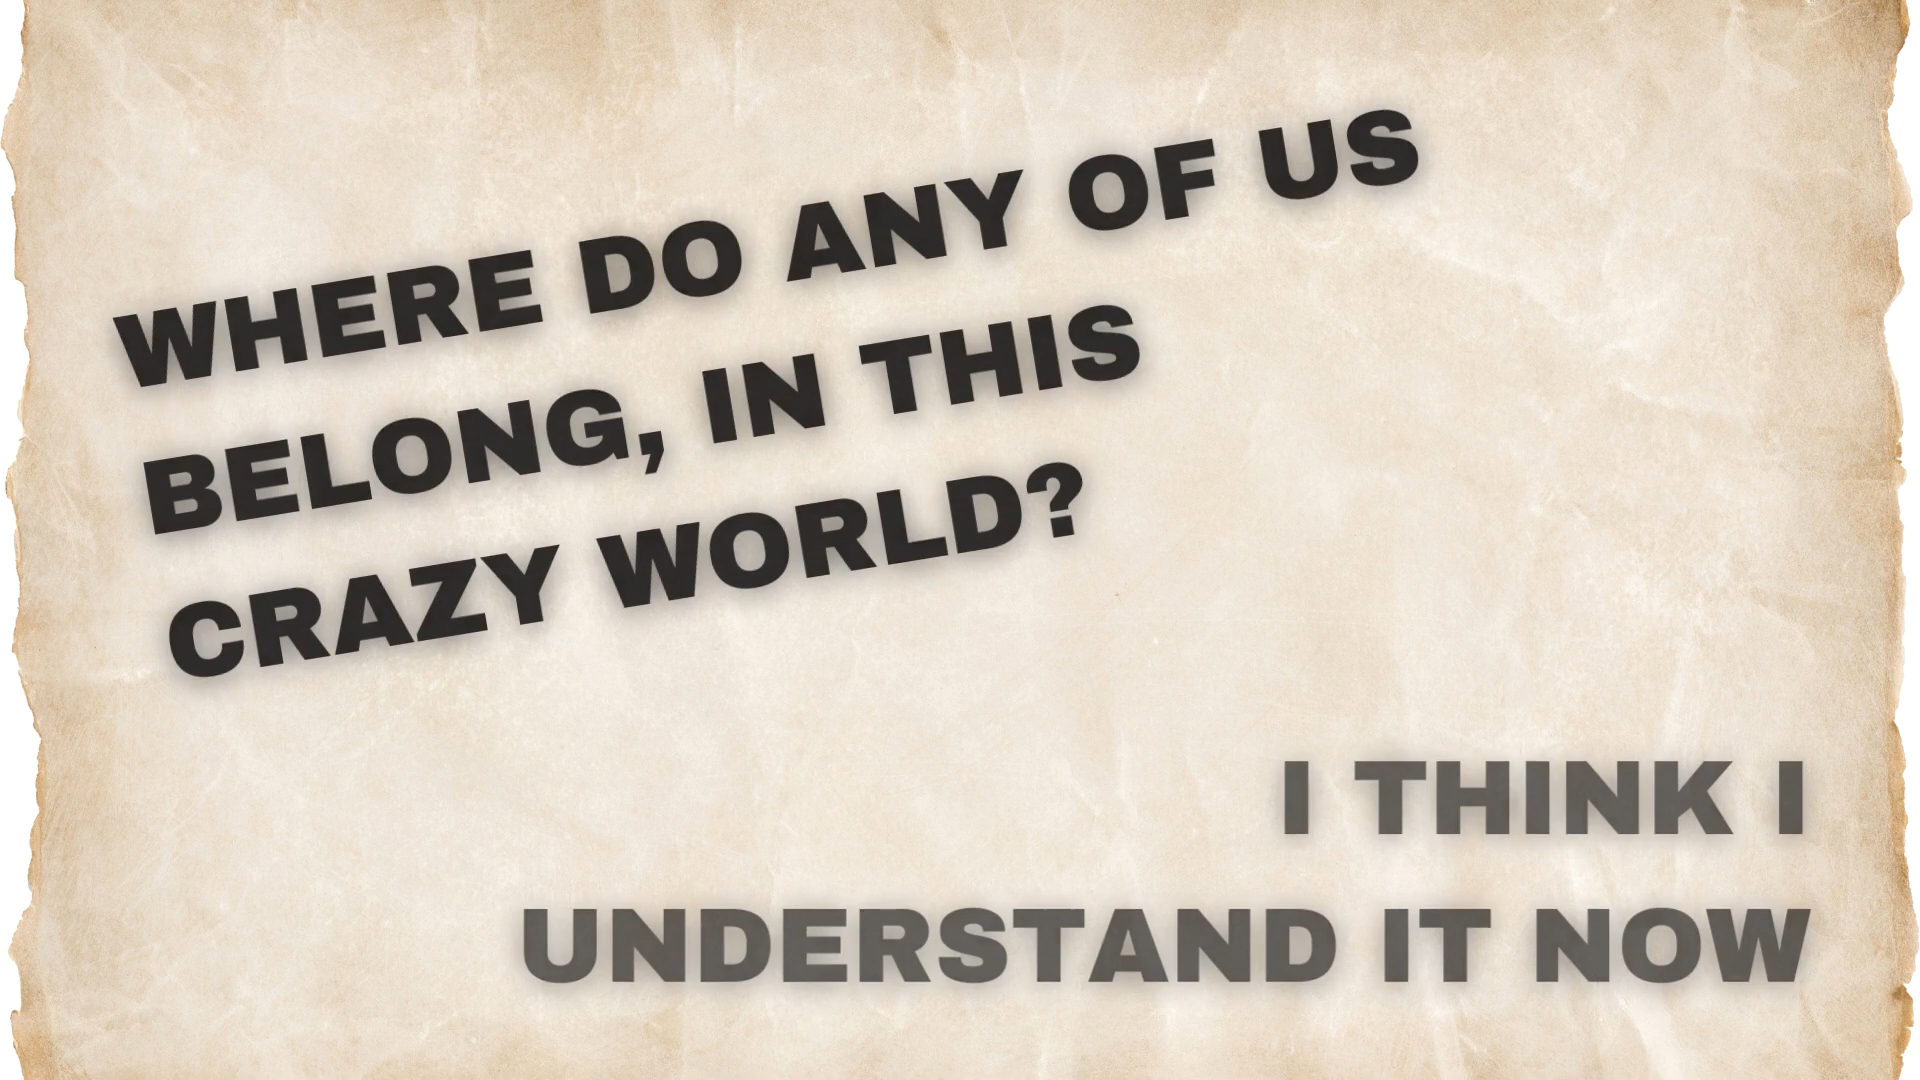 WHERE DO ANY OF US
BELONG, IN THIS
CRAZY WORLD?
I THINK I
UNDERSTAND IT NOW